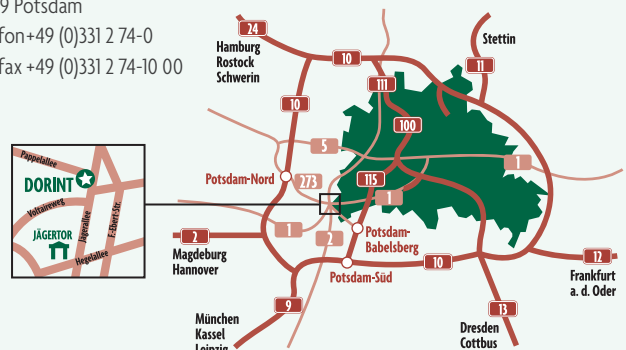 9 Potsdam
fon+49 (0)331 2 74-0
fax +49 (0)331 2 74-10 00
24
Hamburg
Rostock
Schwerin
10
Stettin
11
111
10
100
5
1
Potsdam-Nord
273
115
1
Pappelallee
DORINT
Voltaireweg
JÄGERTOR
Jägerallee
F.-Ebert-Str.
Hegelallee
1
2
Potsdam-
Babelsberg
2
Magdeburg
Hannover
10
Potsdam-Süd
12
Frankfurt
a. d. Oder
9
München
Kassel
Leipzig
13
Dresden
Cottbus